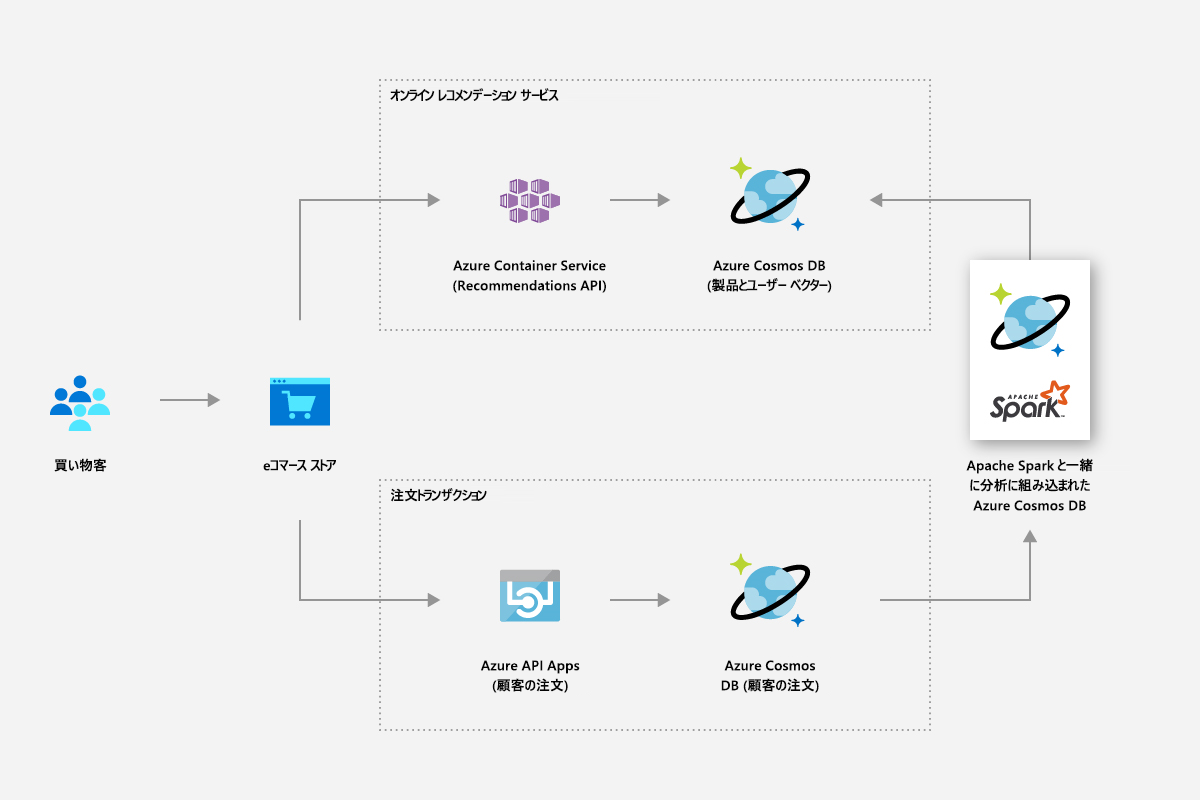 オンライン レコメンデーション サービス
Azure Container Service
(Recommendations API)
Azure Cosmos DB
(製品とユーザー ベクター)
APACHE
Spark™
買い物客
eコマース ストア
Apache Spark と一緒
に分析に組み込まれた
Azure Cosmos DB
注文トランザクション
Azure API Apps
(顧客の注文)
Azure Cosmos
DB (顧客の注文)